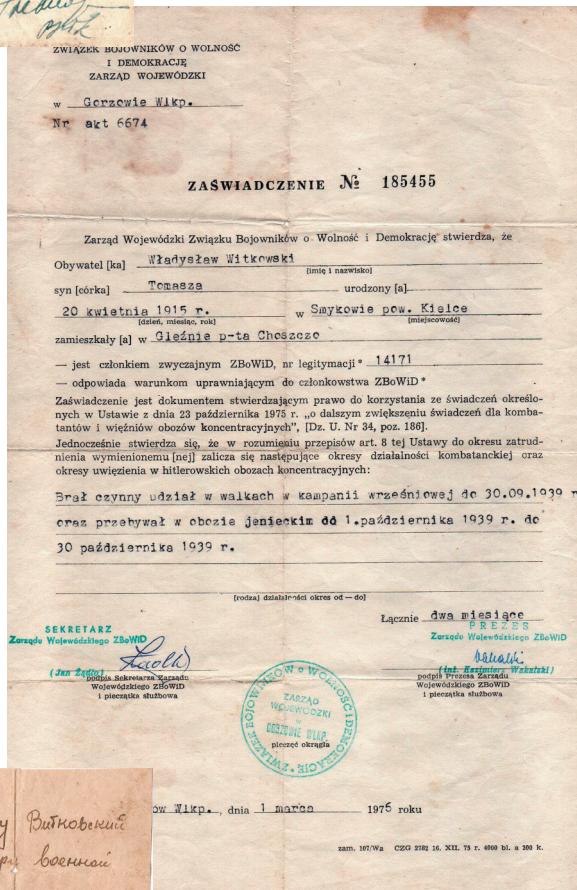 ZWIĄZEK BOJOWNIKÓW O WOLNOŚĆ
I DEMOKRACJĘ
ZARZĄD WOJEWÓDZKI
w Gorzowie Wlkp.
Nr akt 6674
ZAŚWIADCZENIE № 185455
Zarząd Wojewódzki Związku Bojowników o Wolność i Demokrację stwierdza, że
Obywatel [ka] Władysław Witkowski
[imię i nazwisko]
syn [córka] Tomasza urodzony [a]
20 kwietnia 1915 r. w Smykowie pow. Kielce
[dzień, miesiąc, rok] [miejscowość]
zamieszkały [a] w Gleźnie p-ta Choszczo
— jest członkiem zwyczajnym ZBoWiD, nr legitymacji * 14171
— odpowiada warunkom uprawniającym do członkowstwa ZBoWiD *
Zaświadczenie jest dokumentem stwierdzającym prawo do korzystania ze świadczeń określo-
nych w Ustawie z dnia 23 października 1975 r. „o dalszym zwiększeniu świadczeń dla komba-
tantów i więźniów obozów koncentracyjnych", [Dz. U. Nr 34, poz. 186].
Jednocześnie stwierdza się, że w rozumieniu przepisów art. 8 tej Ustawy do okresu zatrud-
nienia wymienionemu [nej] zalicza się następujące okresy działalności kombatanckiej oraz
okresy uwięzienia w hitlerowskich obozach koncentracyjnych:
Brał czynny udział w walkach w kampanii wrześniowej do 30.09.1939 r
oraz przebywał w obozie jenieckim od 1.października 1939 r. do
30 października 1939 r.
[rodzaj działalności okres od — do]
Łącznie dwa miesiące
SEKRETARZ
Zarządu Wojewódzkiego ZBoWiD
(Jan Żądło)
podpis Sekretarza Zarządu
Wojewódzkiego ZBoWiD
i pieczątka służbowa
PREZES
Zarządu Wojewódzkiego ZBoWiD
(inż. Kazimierz Wakalski)
podpis Prezesa Zarządu
Wojewódzkiego ZBoWiD
i pieczątka służbowa
ZWIĄZEK BOJOWNIKÓW O WOLNOŚĆ I DEMOKRACJĘ
ZARZĄD
WOJEWÓDZKI
w
GORZOWIE WLKP.
pieczęć okrągła
ów Wlkp., dnia 1 marca 1976 roku
zam. 107/Wg CZG 2782 16. XII. 75 r. 4000 bl. a 200 k.
Витковский
военной